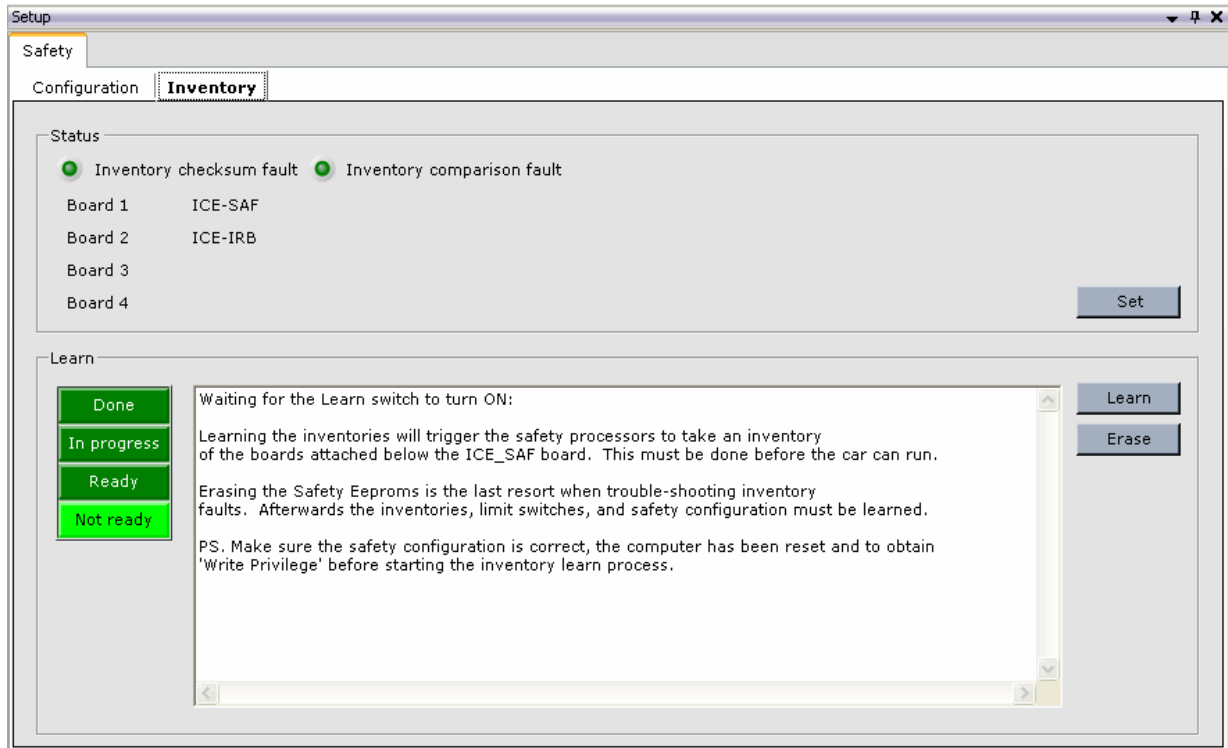 Setup
Safety
Configuration Inventory
Status
Inventory checksum fault Inventory comparison fault
Board 1 ICE-SAF
Board 2 ICE-IRB
Board 3
Board 4
Set
Learn
Done
In progress
Ready
Not ready
Waiting for the Learn switch to turn ON:
Learning the inventories will trigger the safety processors to take an inventory
of the boards attached below the ICE_SAF board. This must be done before the car can run.
Erasing the Safety Eeproms is the last resort when trouble-shooting inventory
faults. Afterwards the inventories, limit switches, and safety configuration must be learned.
PS. Make sure the safety configuration is correct, the computer has been reset and to obtain
'Write Privilege' before starting the inventory learn process.
Learn
Erase